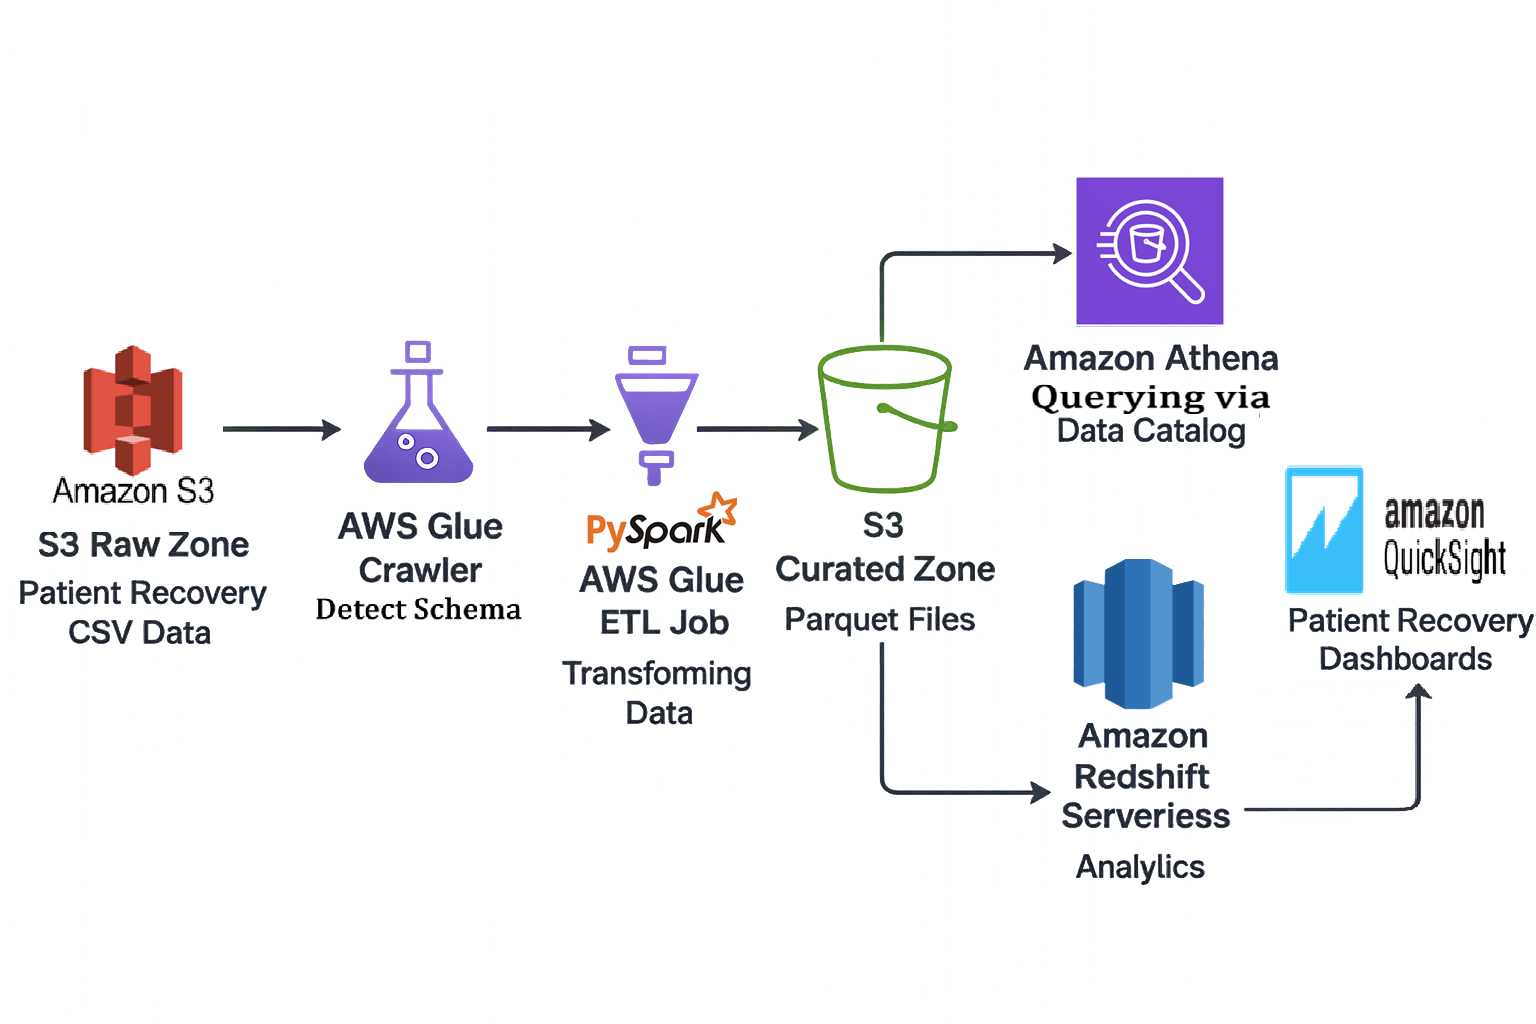 Amazon S3
S3 Raw Zone
Patient Recovery
CSV Data
AWS Glue
Crawler
Detect Schema
PySpark
AWS Glue
ETL Job
Transforming
Data
S3
Curated Zone
Parquet Files
Amazon Athena
Querying via
Data Catalog
Amazon
Redshift
Serveriess
Analytics
amazon
QuickSight
Patient Recovery
Dashboards